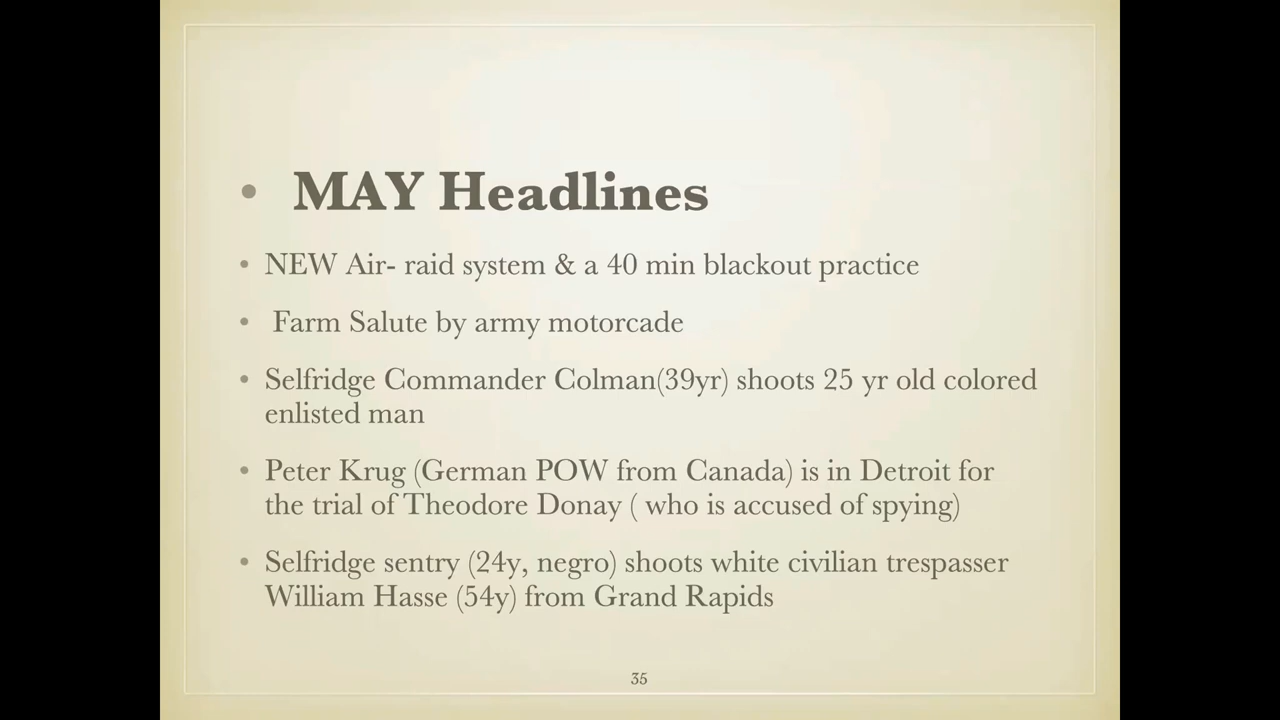 • MAY Headlines
• NEW Air- raid system & a 40 min blackout practice
• Farm Salute by army motorcade
• Selfridge Commander Colman(39yr) shoots 25 yr old colored
enlisted man
• Peter Krug (German POW from Canada) is in Detroit for
the trial of Theodore Donay ( who is accused of spying)
• Selfridge sentry (24y, negro) shoots white civilian trespasser
William Hasse (54y) from Grand Rapids
35